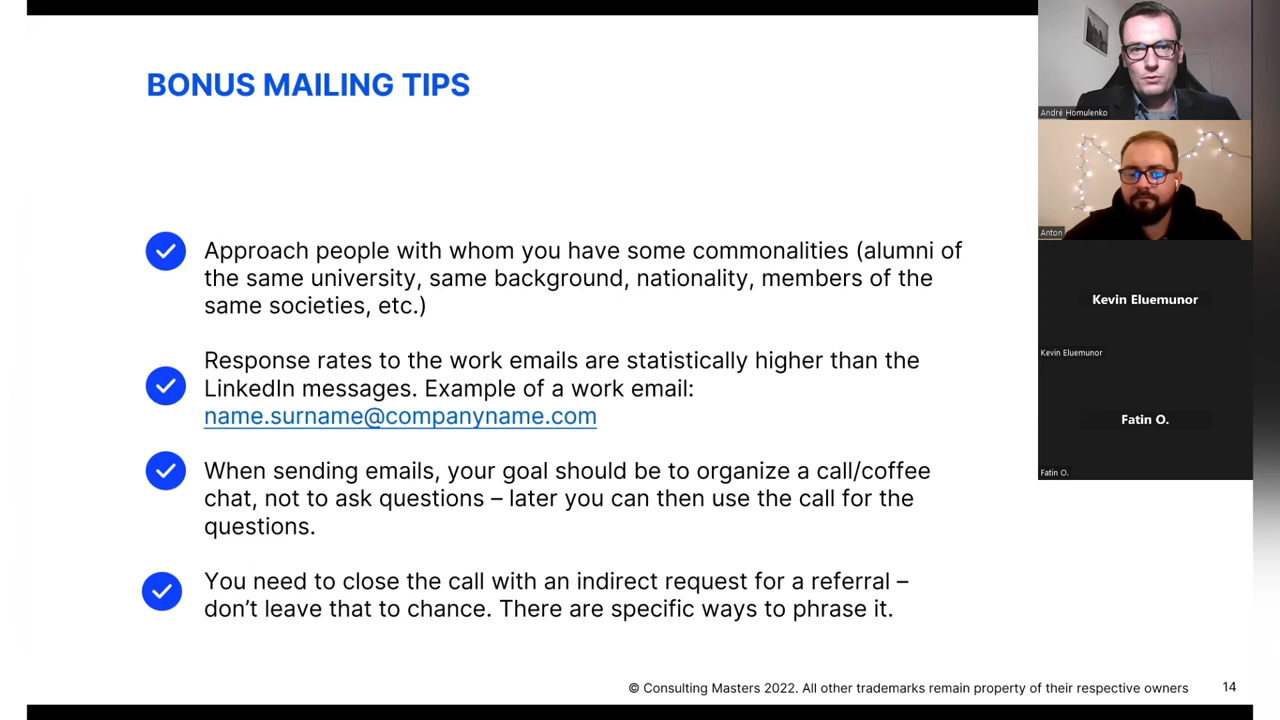 BONUS MAILING TIPS
Approach people with whom you have some commonalities (alumni of
the same university, same background, nationality, members of the
same societies, etc.)
Response rates to the work emails are statistically higher than the
LinkedIn messages. Example of a work email:
name.surname@companyname.com
When sending emails, your goal should be to organize a call/coffee
chat, not to ask questions – later you can then use the call for the
questions.
You need to close the call with an indirect request for a referral –
don’t leave that to chance. There are specific ways to phrase it.
© Consulting Masters 2022. All other trademarks remain property of their respective owners
14
André Homulenko
Anton
Kevin Eluemunor
Kevin Eluemunor
Fatin O.
Fatin O.